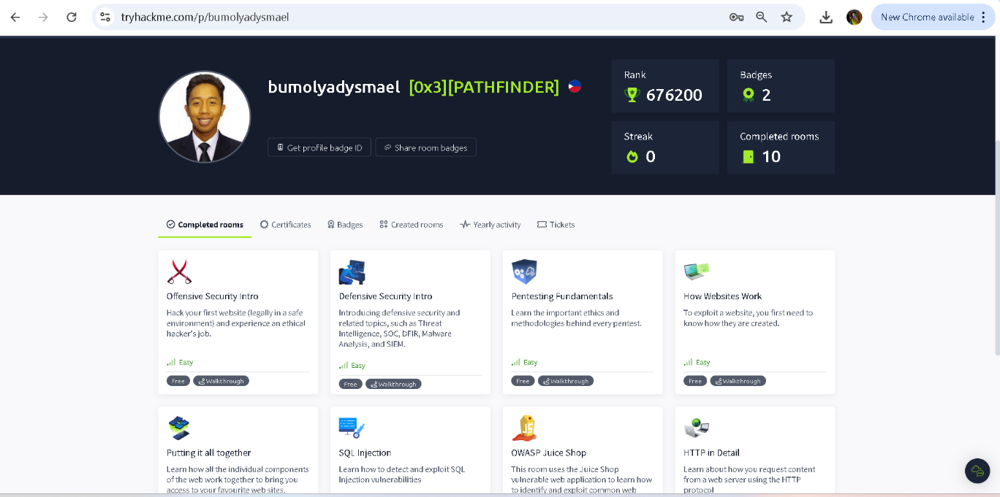 tryhackme.com/p/bumolyadysmael
New Chrome available
bumolyadysmael [0x3][PATHFINDER]
Get profile badge ID
Share room badges
Rank
676200
Badges
2
Streak
0
Completed rooms
10
Completed rooms
Certificates
Badges
Created rooms
Yearly activity
Tickets
Offensive Security Intro
Hack your first website (legally in a safe
environment) and experience an ethical
hacker's job.
Easy
Free
Walkthrough
Defensive Security Intro
Introducing defensive security and
related topics, such as Threat
Intelligence, SOC, DFIR, Malware
Analysis, and SIEM.
Easy
Free
Walkthrough
Pentesting Fundamentals
Learn the important ethics and
methodologies behind every pentest.
Easy
Free
Walkthrough
How Websites Work
To exploit a website, you first need to
know how they are created.
Easy
Free
Walkthrough
Putting it all together
Learn how all the individual components
of the web work together to bring you
access to your favourite web sites.
SQL Injection
Learn how to detect and exploit SQL
Injection vulnerabilities
JS
OWASP Juice Shop
This room uses the Juice Shop
vulnerable web application to learn how
to identify and exploit common web
HTTP in Detail
Learn about how you request content
from a web server using the HTTP
protocol